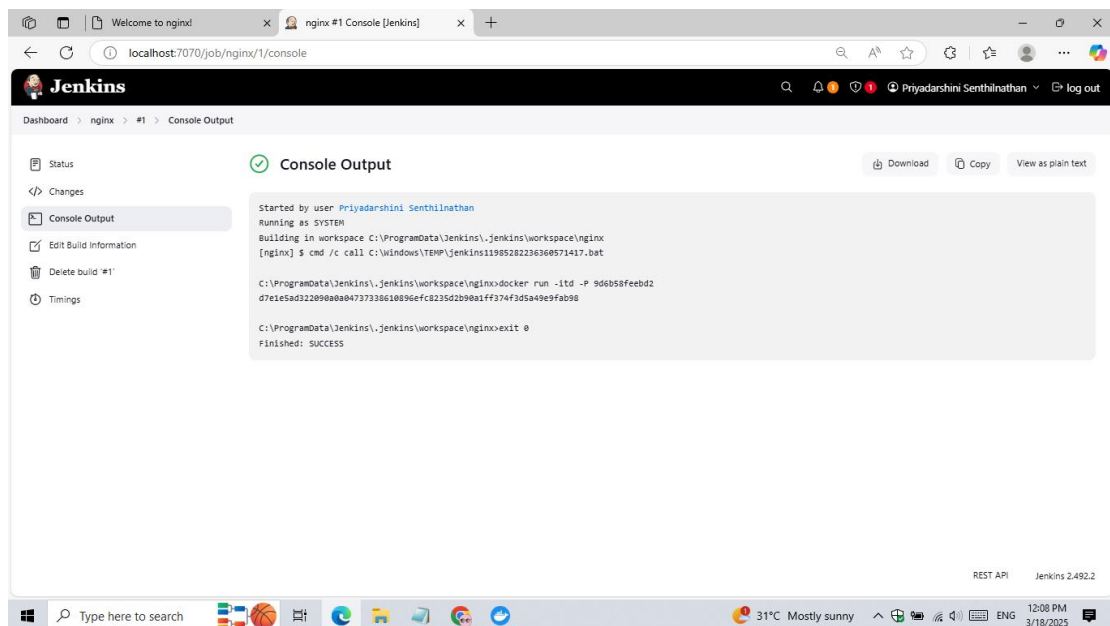 Welcome to nginx!
nginx #1 Console [Jenkins]
localhost:7070/job/nginx/1/console
Jenkins
1
1
Priyadarshini Senthilnathan
log out
Dashboard > nginx > #1 > Console Output
Status
Changes
Console Output
Edit Build Information
Delete build '#1'
Timings
Console Output
Download
Copy
View as plain text
Started by user Priyadarshini Senthilnathan
Running as SYSTEM
Building in workspace C:\ProgramData\Jenkins\.jenkins\workspace\nginx
[nginx] $ cmd /c call C:\Windows\TEMP\jenkins11985282236360571417.bat
C:\ProgramData\Jenkins\.jenkins\workspace\nginx>docker run -itd -P 9d6b58feebd2
d7e1e5ad322090a0a04737338610896efc8235d2b90a1ff374f3d5a49e9fab98
C:\ProgramData\Jenkins\.jenkins\workspace\nginx>exit 0
Finished: SUCCESS
REST API
Jenkins 2.492.2
Type here to search
31°C Mostly sunny
ENG
12:08 PM
3/18/2025